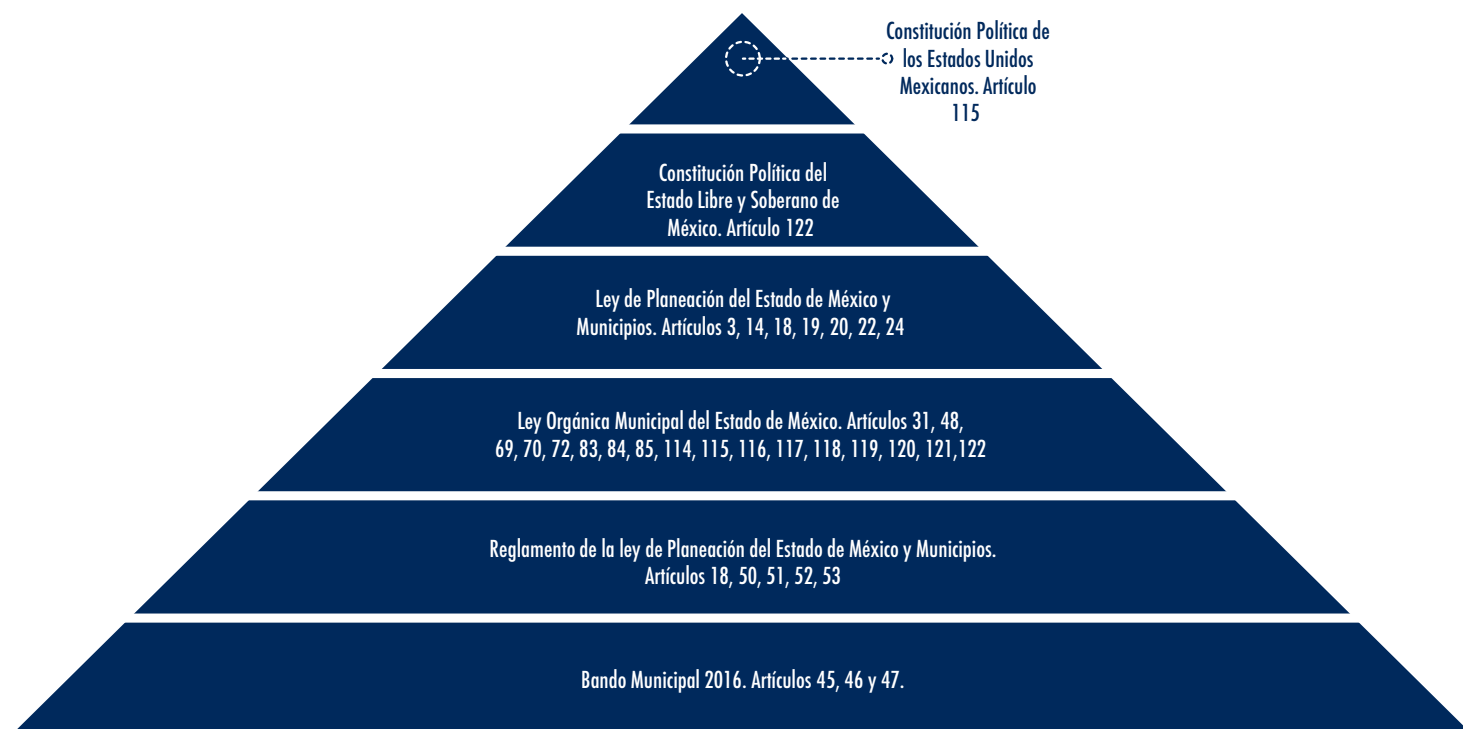 Constitución Política de
los Estados Unidos
Mexicanos. Artículo
115
Constitución Política del
Estado Libre y Soberano de
México. Artículo 122
Ley de Planeación del Estado de México y
Municipios. Artículos 3, 14, 18, 19, 20, 22, 24
Ley Orgánica Municipal del Estado de México. Artículos 31, 48,
69, 70, 72, 83, 84, 85, 114, 115, 116, 117, 118, 119, 120, 121,122
Reglamento de la ley de Planeación del Estado de México y Municipios.
Artículos 18, 50, 51, 52, 53
Bando Municipal 2016. Artículos 45, 46 y 47.